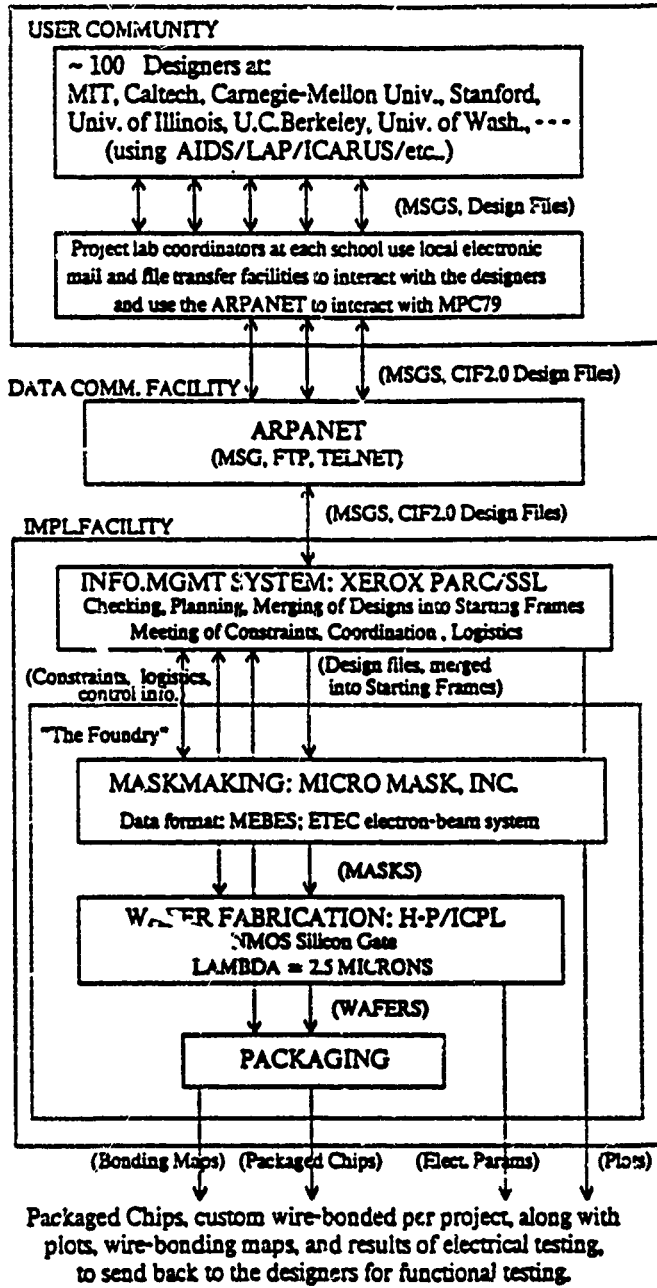 USER COMMUNITY
~ 100 Designers at:
MIT, Caltech, Carnegie-Mellon Univ., Stanford,
Univ. of Illinois, U.C.Berkeley, Univ. of Wash., - - -
(using AIDS/LAP/ICARUS/etc..)
(MSGS, Design Files)
Project lab coordinators at each school use local electronic
mail and file transfer facilities to interact with the designers
and use the ARPANET to interact with MPC79
(MSGS, CIF2.0 Design Files)
DATA COMM. FACILITY
ARPANET
(MSG, FTP, TELNET)
(MSGS, CIF2.0 Design Files)
IMPL.FACILITY
INFO.MGMT SYSTEM: XEROX PARC/SSL
Checking, Planning, Merging of Designs into Starting Frames
Meeting of Constraints, Coordination , Logistics
(Constraints, logistics,
control info.
(Design files, merged
into Starting Frames)
"The Foundry"
MASKMAKING: MICRO MASK, INC.
Data format: MEBES; ETEC electron-beam system
(MASKS)
WAFER FABRICATION: H-P/ICPL
NMOS Silicon Gate
LAMBDA = 2.5 MICRONS
(WAFERS)
PACKAGING
(Bonding Maps) (Packaged Chips) (Elect. Params) (Plots)
Packaged Chips, custom wire-bonded per project, along with
plots, wire-bonding maps, and results of electrical testing,
to send back to the designers for functional testing.